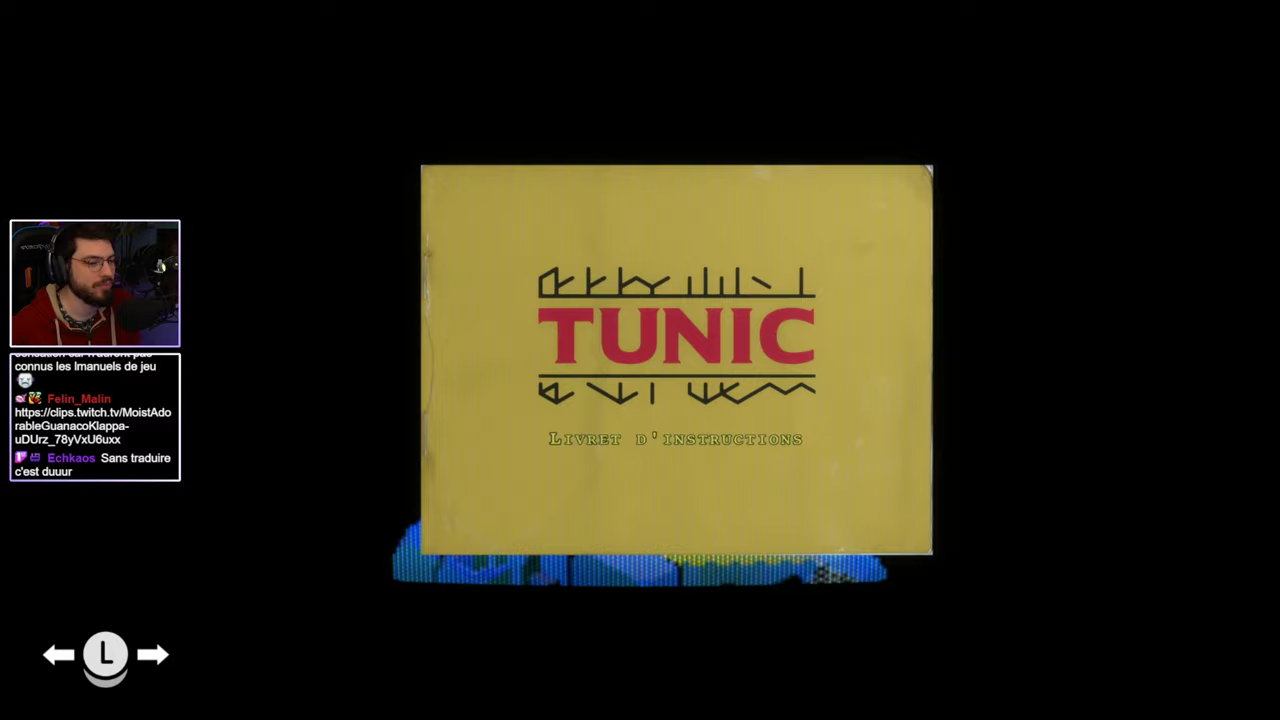 TUNIC
LIVRET D'INSTRUCTIONS
connus les lmanuels de jeu
Felin_Malin
https://clips.twitch.tv/MoistAdo
rableGuanacoKlappa-
uDUrz_78yVxU6uxx
Echkaos Sans traduire
c'est duuur
L